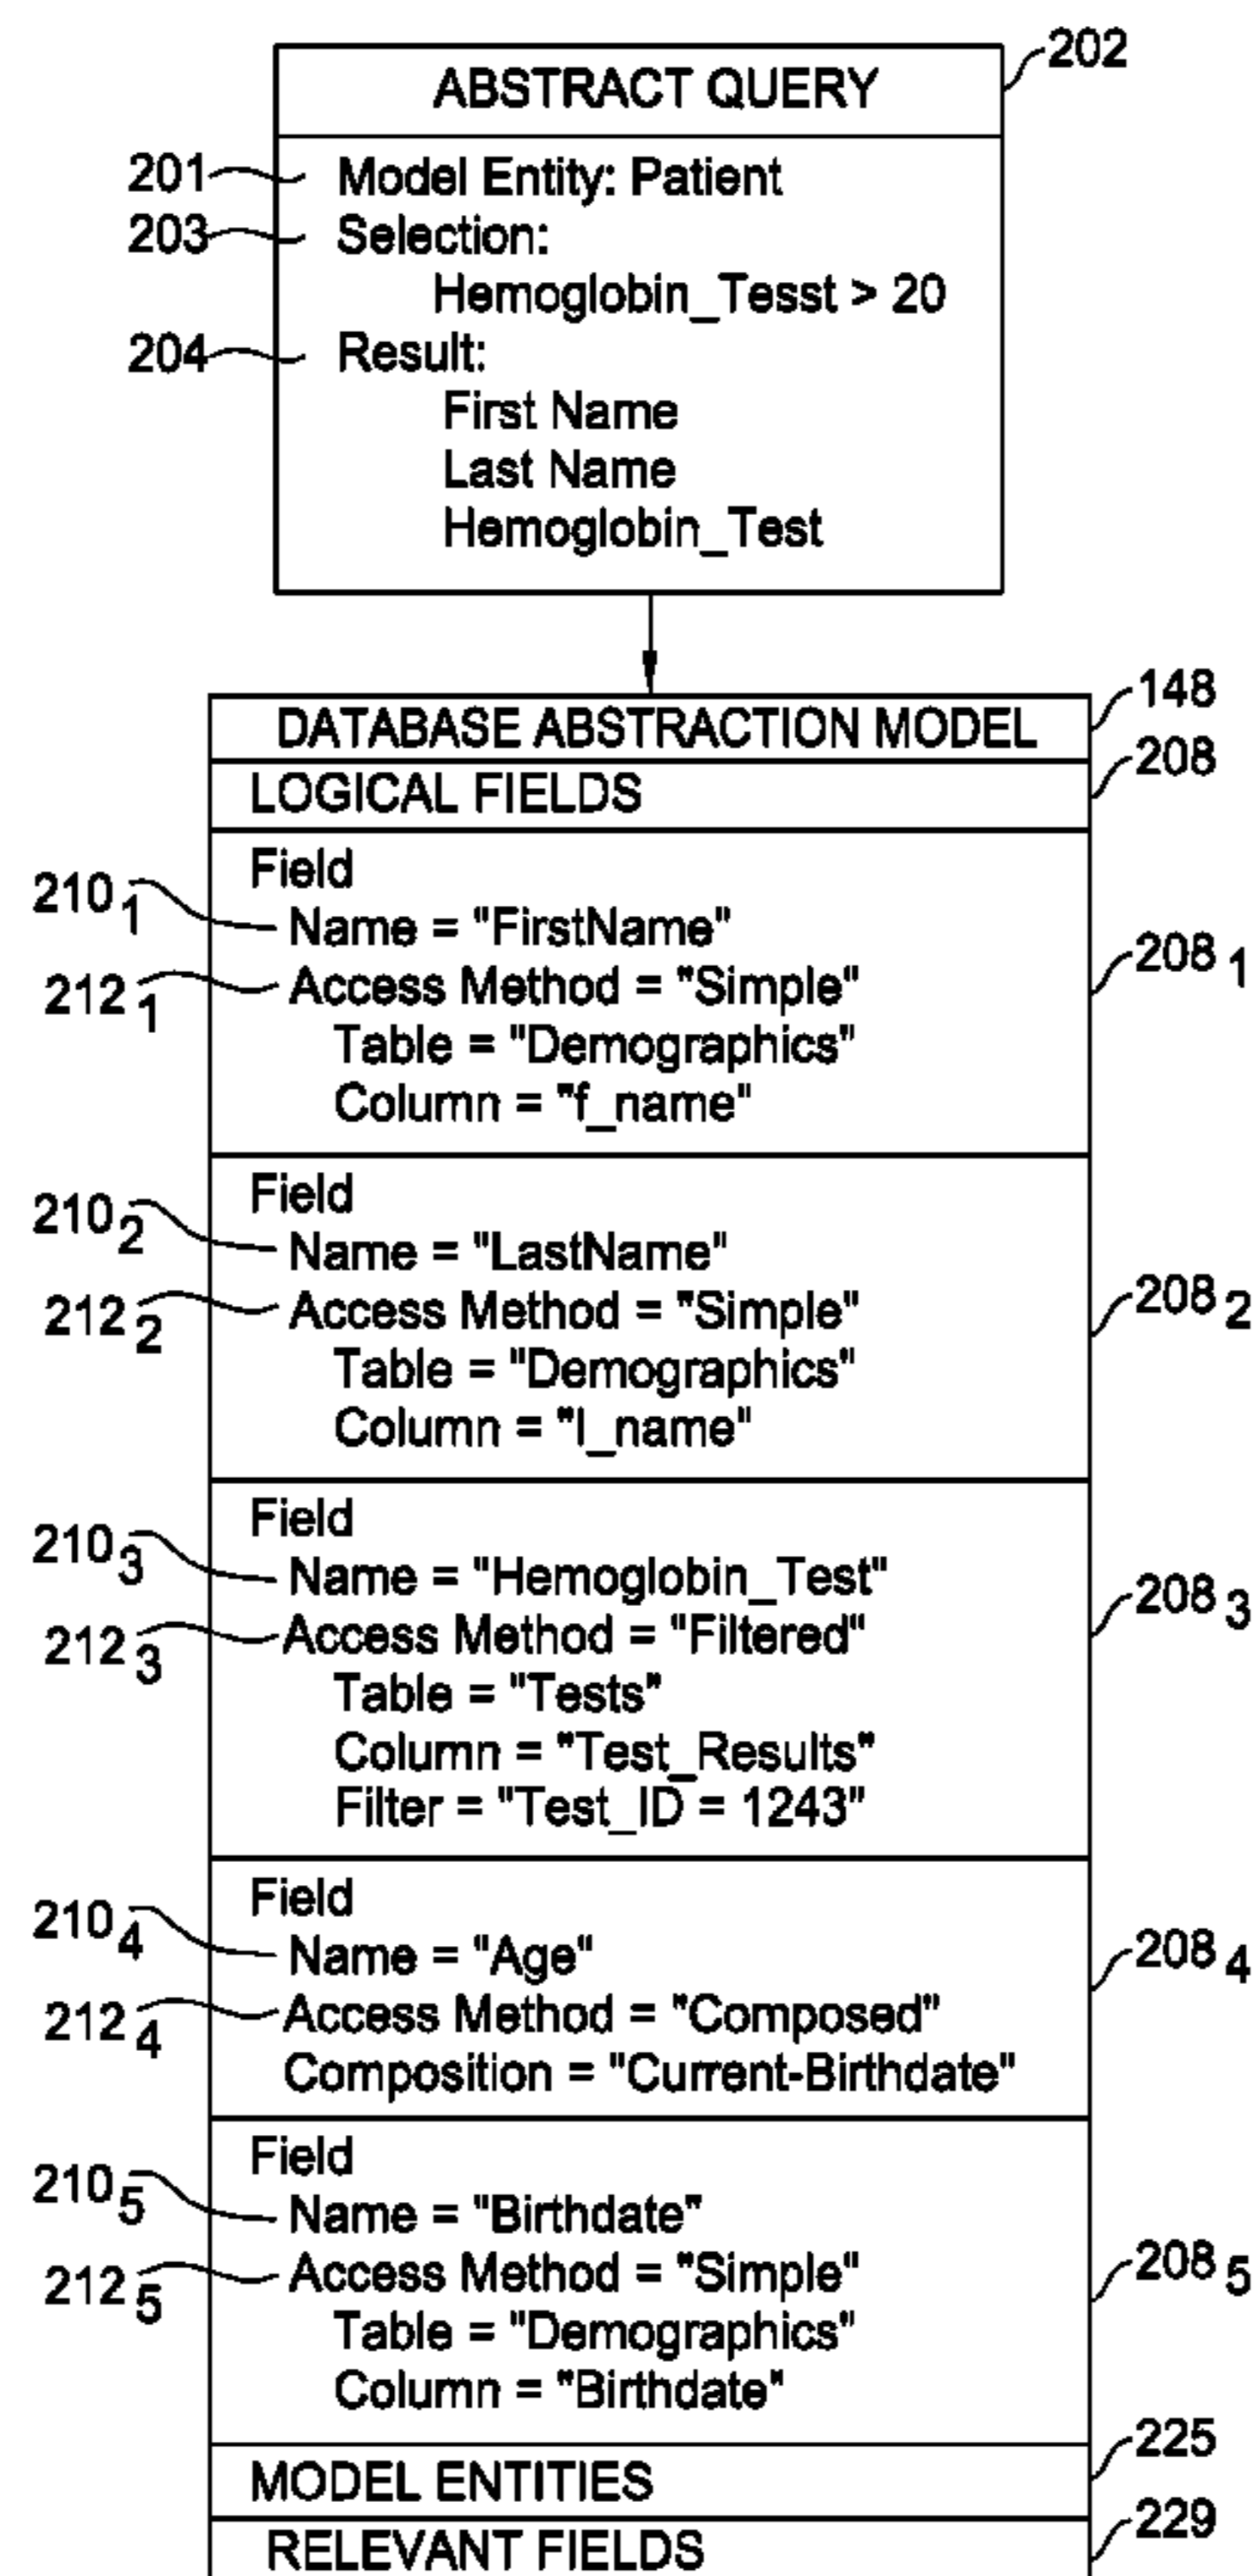 ABSTRACT QUERY
202
201
Model Entity: Patient
203
Selection:
Hemoglobin_Tesst > 20
204
Result:
First Name
Last Name
Hemoglobin_Test
DATABASE ABSTRACTION MODEL
148
LOGICAL FIELDS
208
Field
210 1
Name = "FirstName"
208 1
212 1
Access Method = "Simple"
Table = "Demographics"
Column = "f_name"
Field
210 2
Name = "LastName"
208 2
212 2
Access Method = "Simple"
Table = "Demographics"
Column = "l_name"
Field
210 3
Name = "Hemoglobin_Test"
208 3
212 3
Access Method = "Filtered"
Table = "Tests"
Column = "Test_Results"
Filter = "Test_ID = 1243"
Field
210 4
Name = "Age"
208 4
212 4
Access Method = "Composed"
Composition = "Current-Birthdate"
Field
210 5
Name = "Birthdate"
208 5
212 5
Access Method = "Simple"
Table = "Demographics"
Column = "Birthdate"
225
MODEL ENTITIES
229
RELEVANT FIELDS